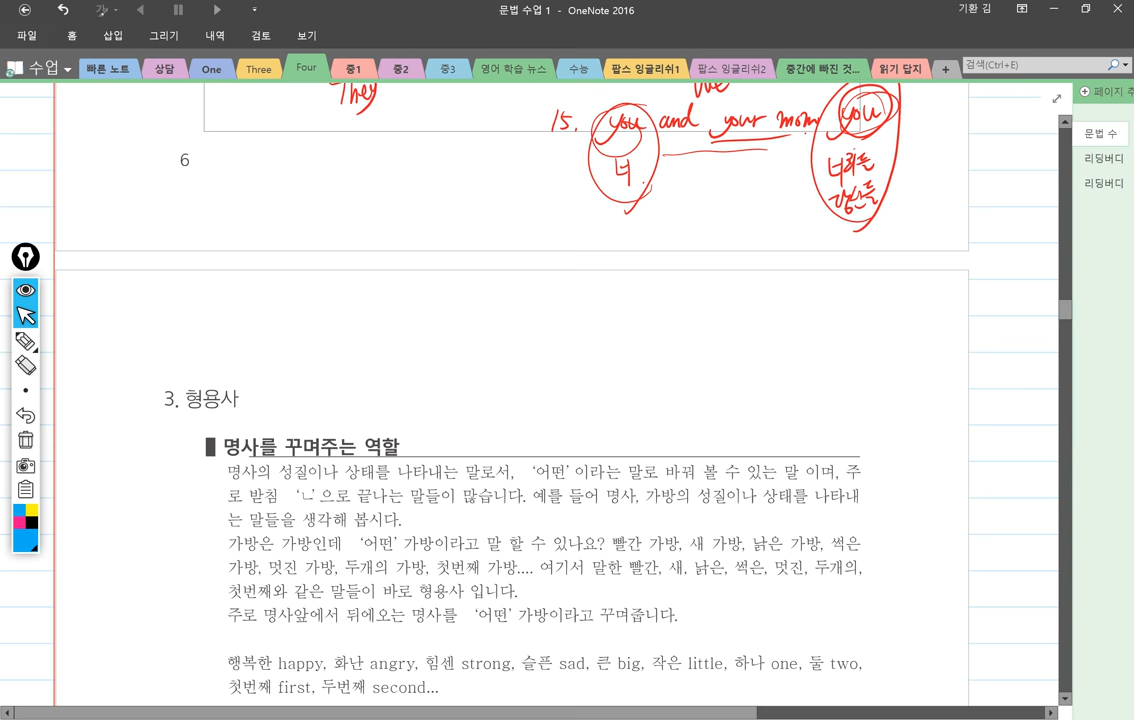 문법 수업 1 - OneNote 2016
기환 김
파일 홈 삽입 그리기 내역 검토 보기
수업 빠른 노트 상담 One Three Four 중1 중2 중3 영어 학습 뉴스 수능 팝스 잉글리쉬1 팝스 잉글리쉬2 중간에 빠진 것... 읽기 답지 + 검색(Ctrl+E)
페이지 추
문법 수
리딩버디
리딩버디
They
We
15. you and your mom you
너
너희들
당신들
6
3. 형용사
명사를 꾸며주는 역할
명사의 성질이나 상태를 나타내는 말로서, ‘어떤’ 이라는 말로 바꿔 볼 수 있는 말 이며, 주
로 받침 ‘ㄴ’으로 끝나는 말들이 많습니다. 예를 들어 명사, 가방의 성질이나 상태를 나타내
는 말들을 생각해 봅시다.
가방은 가방인데 ‘어떤’ 가방이라고 말 할 수 있나요? 빨간 가방, 새 가방, 낡은 가방, 썩은
가방, 멋진 가방, 두개의 가방, 첫번째 가방.... 여기서 말한 빨간, 새, 낡은, 썩은, 멋진, 두개의,
첫번째와 같은 말들이 바로 형용사 입니다.
주로 명사앞에서 뒤에오는 명사를 ‘어떤’ 가방이라고 꾸며줍니다.
행복한 happy, 화난 angry, 힘센 strong, 슬픈 sad, 큰 big, 작은 little, 하나 one, 둘 two,
첫번째 first, 두번째 second...